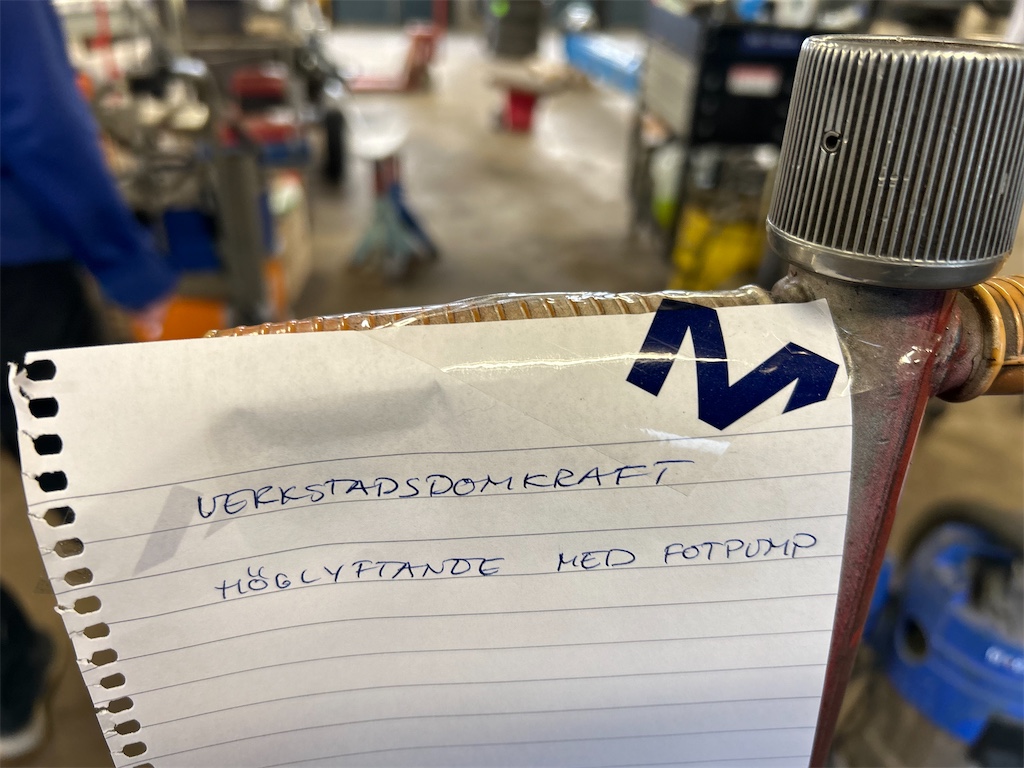 M
VERKSTADSDOMKRAFT
HÖGLYFTANDE MED FOTPUMP